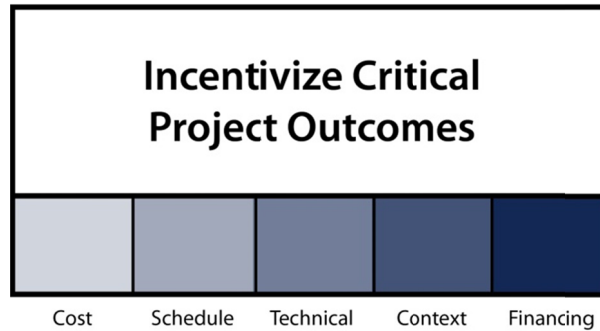 Incentivize Critical
Project Outcomes
Cost Schedule Technical Context Financing